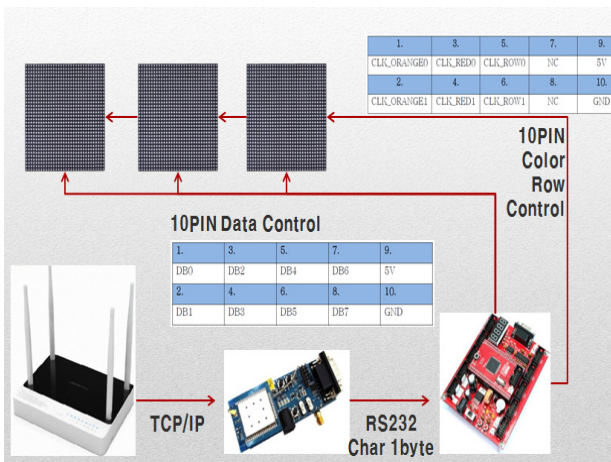 1. 3. 5. 7. 9.
CLK_ORANGE0 CLK_RED0 CLK_ROW0 NC 5V
2. 4. 6. 8. 10.
CLK_ORANGE1 CLK_RED1 CLK_ROW1 NC GND
10PIN
Color
Row
Control
10PIN Data Control
1. 3. 5. 7. 9.
DB0 DB2 DB4 DB6 5V
2. 4. 6. 8. 10.
DB1 DB3 DB5 DB7 GND
TCP/IP
RS232
Char 1byte